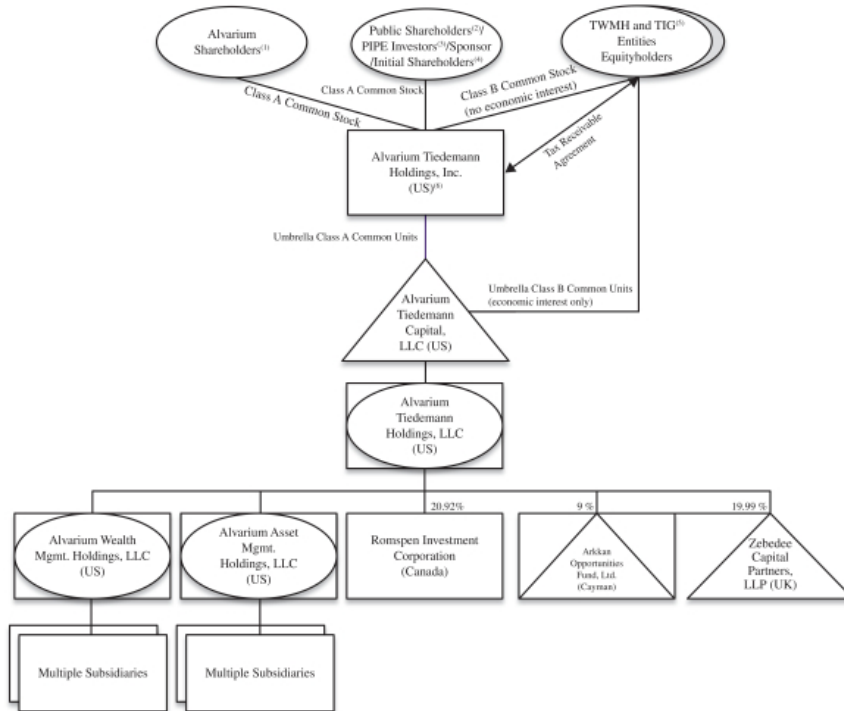 Alvarium
Shareholders(1)
Public Shareholders(2)/
PIPE Investors(3)/Sponsor
/Initial Shareholders(4)
TWMH and TIG(5)
Entities
Equityholders
Class A Common Stock
Class A Common Stock
Class B Common Stock
(no economic interest)
Tax Receivable
Agreement
Alvarium Tiedemann
Holdings, Inc.
(US)(8)
Umbrella Class A Common Units
Umbrella Class B Common Units
(economic interest only)
Alvarium
Tiedemann
Capital,
LLC (US)
Alvarium
Tiedemann
Holdings, LLC
(US)
20.92%
9 %
19.99 %
Alvarium Wealth
Mgmt. Holdings, LLC
(US)
Alvarium Asset
Mgmt.
Holdings, LLC
(US)
Romspen Investment
Corporation
(Canada)
Arkkan
Opportunities
Fund, Ltd.
(Cayman)
Zebedee
Capital
Partners,
LLP (UK)
Multiple Subsidiaries
Multiple Subsidiaries